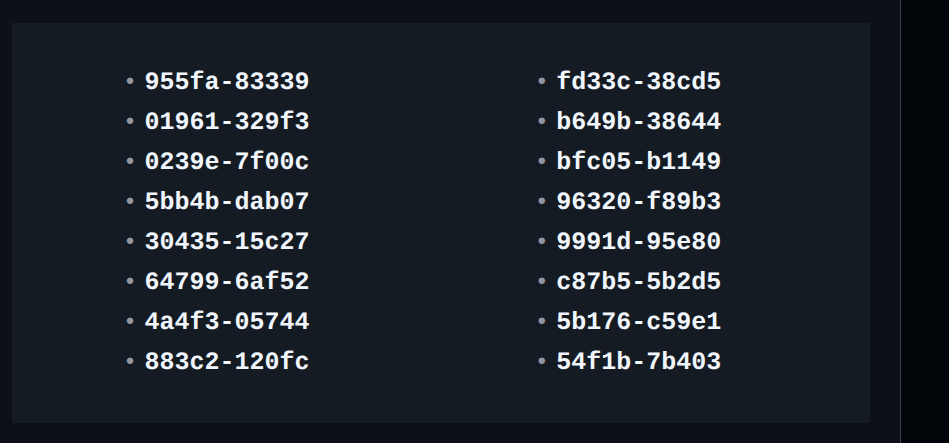 955fa-83339
01961-329f3
0239e-7f00c
5bb4b-dab07
30435-15c27
64799-6af52
4a4f3-05744
883c2-120fc
fd33c-38cd5
b649b-38644
bfc05-b1149
96320-f89b3
9991d-95e80
c87b5-5b2d5
5b176-c59e1
54f1b-7b403